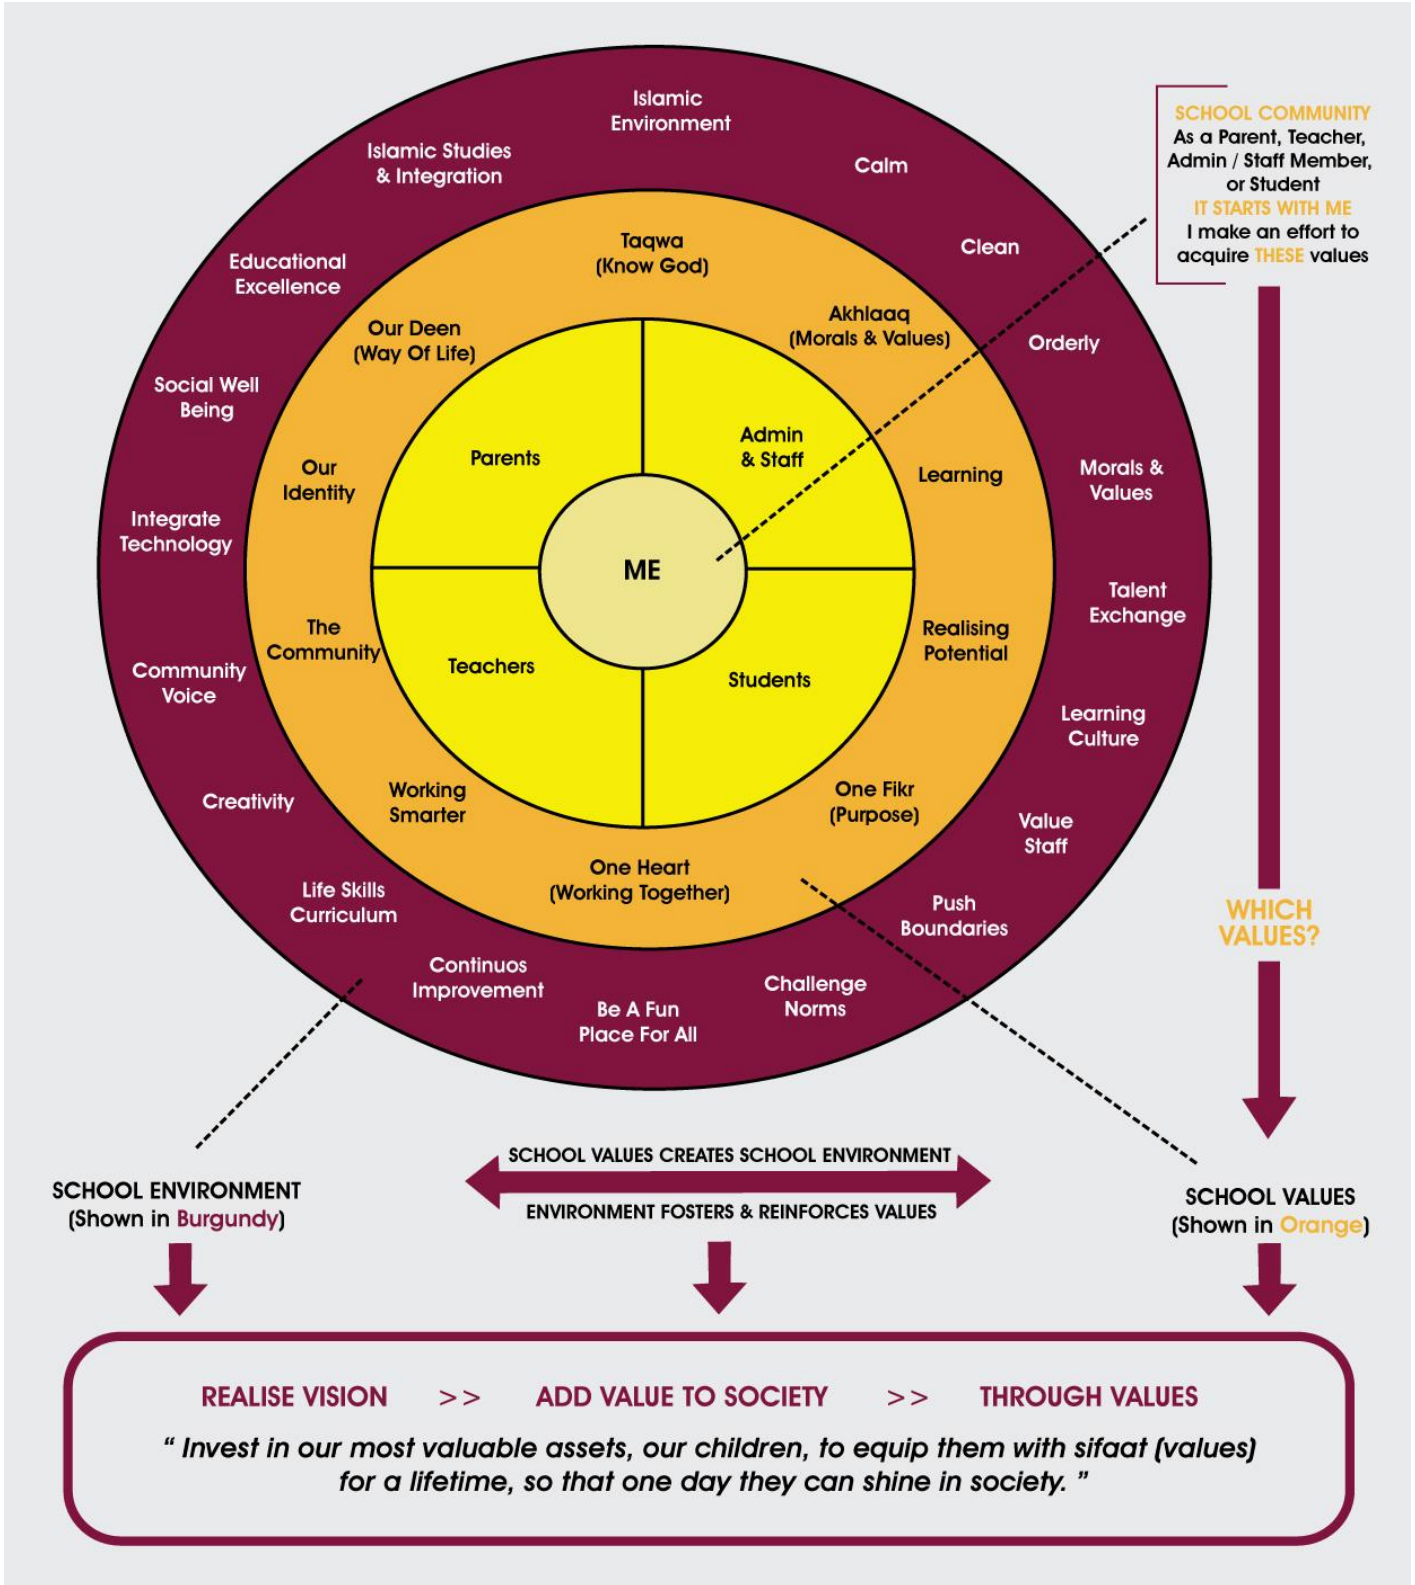 Islamic
Environment
Calm
Clean
Orderly
Morals &
Values
Talent
Exchange
Learning
Culture
Value
Staff
Push
Boundaries
Challenge
Norms
Be A Fun
Place For All
Continuos
Improvement
Life Skills
Curriculum
Creativity
Community
Voice
Integrate
Technology
Social Well
Being
Educational
Excellence
Islamic Studies
& Integration
Taqwa
(Know God)
Akhlaaq
(Morals & Values)
Learning
Realising
Potential
One Fikr
(Purpose)
One Heart
(Working Together)
Working
Smarter
The
Community
Our
Identity
Our Deen
(Way Of Life)
Parents
Admin
& Staff
Students
Teachers
ME
SCHOOL COMMUNITY
As a Parent, Teacher,
Admin / Staff Member,
or Student
IT STARTS WITH ME
I make an effort to
acquire THESE values
WHICH
VALUES?
SCHOOL ENVIRONMENT
(Shown in Burgundy)
SCHOOL VALUES CREATES SCHOOL ENVIRONMENT
ENVIRONMENT FOSTERS & REINFORCES VALUES
SCHOOL VALUES
(Shown in Orange)
REALISE VISION >> ADD VALUE TO SOCIETY >> THROUGH VALUES
“ Invest in our most valuable assets, our children, to equip them with sifaat (values)
for a lifetime, so that one day they can shine in society. ”